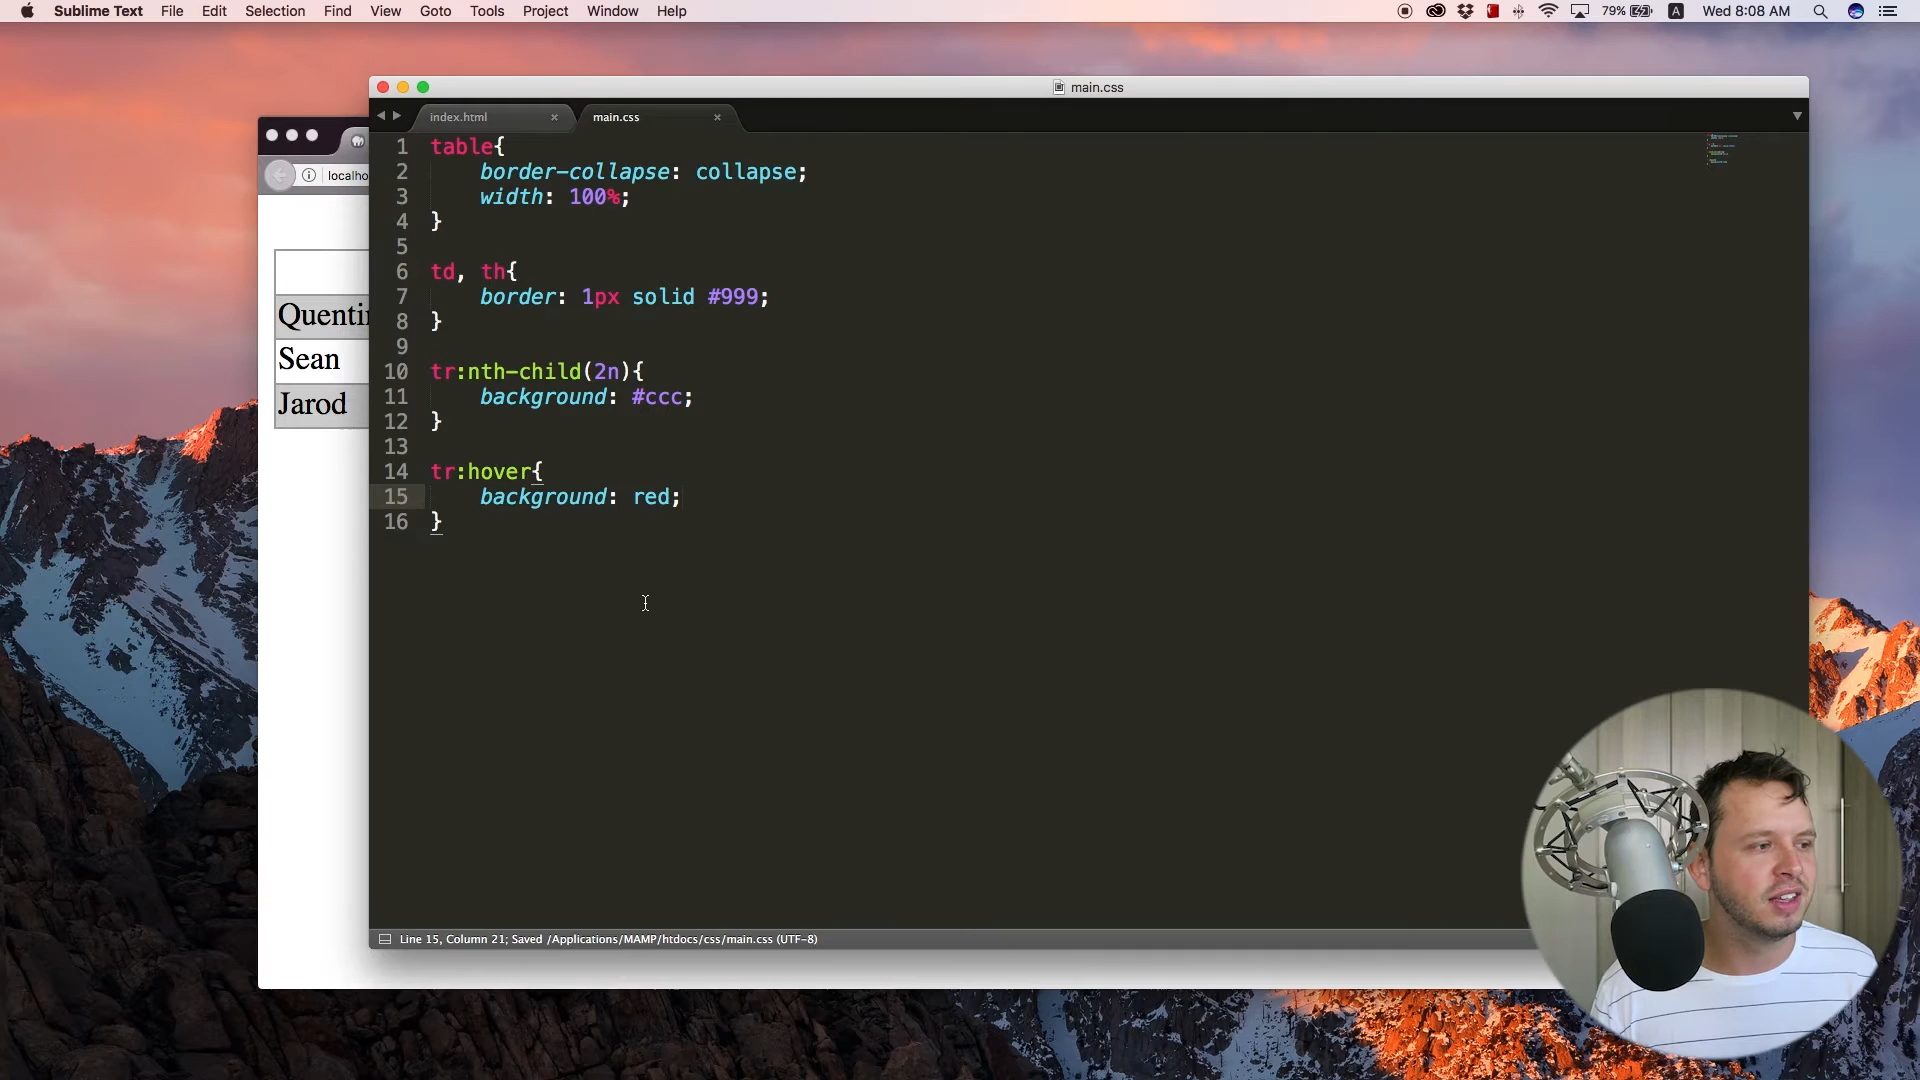 Sublime Text File Edit Selection Find View Goto Tools Project Window Help 79% A Wed 8:08 AM
main.css
index.html × main.css ×
localho
Quentin
Sean
Jarod
1 table{
2 border-collapse: collapse;
3 width: 100%;
4 }
5
6 td, th{
7 border: 1px solid #999;
8 }
9
10 tr:nth-child(2n){
11 background: #ccc;
12 }
13
14 tr:hover{
15 background: red;
16 }
Line 15, Column 21; Saved /Applications/MAMP/htdocs/css/main.css (UTF-8)